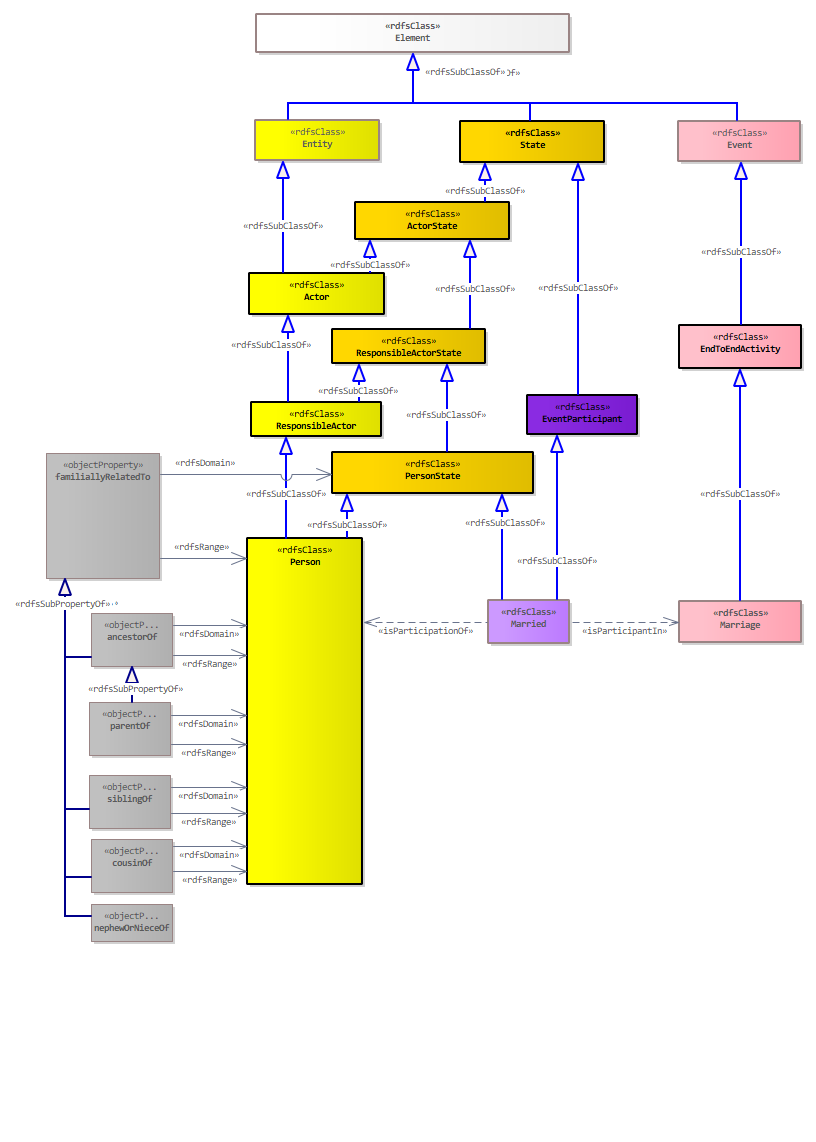 «rdfsClass»
Element
«rdfsSubClassOf»
«rdfsClass»
Entity
«rdfsClass»
State
«rdfsClass»
Event
«rdfsSubClassOf»
«rdfsClass»
ActorState
«rdfsSubClassOf»
«rdfsSubClassOf»
«rdfsSubClassOf»
«rdfsClass»
Actor
«rdfsSubClassOf»
«rdfsSubClassOf»
«rdfsClass»
ResponsibleActorState
«rdfsClass»
EndToEndActivity
«rdfsSubClassOf»
«rdfsSubClassOf»
«rdfsClass»
ResponsibleActor
«rdfsSubClassOf»
«rdfsClass»
EventParticipant
«objectProperty»
familiallyRelatedTo
«rdfsDomain»
«rdfsClass»
PersonState
«rdfsSubClassOf»
«rdfsSubClassOf»
«rdfsSubClassOf»
«rdfsSubClassOf»
«rdfsRange»
«rdfsClass»
Person
«rdfsSubClassOf»
«rdfsSubPropertyOf»
«objectP...
ancestorOf
«rdfsDomain»
«rdfsRange»
«rdfsClass»
Married
«isParticipationOf»
«isParticipantIn»
«rdfsClass»
Marriage
«rdfsSubPropertyOf»
«objectP...
parentOf
«rdfsDomain»
«rdfsRange»
«objectP...
siblingOf
«rdfsDomain»
«rdfsRange»
«objectP...
cousinOf
«rdfsDomain»
«rdfsRange»
«objectP...
nephewOrNieceOf